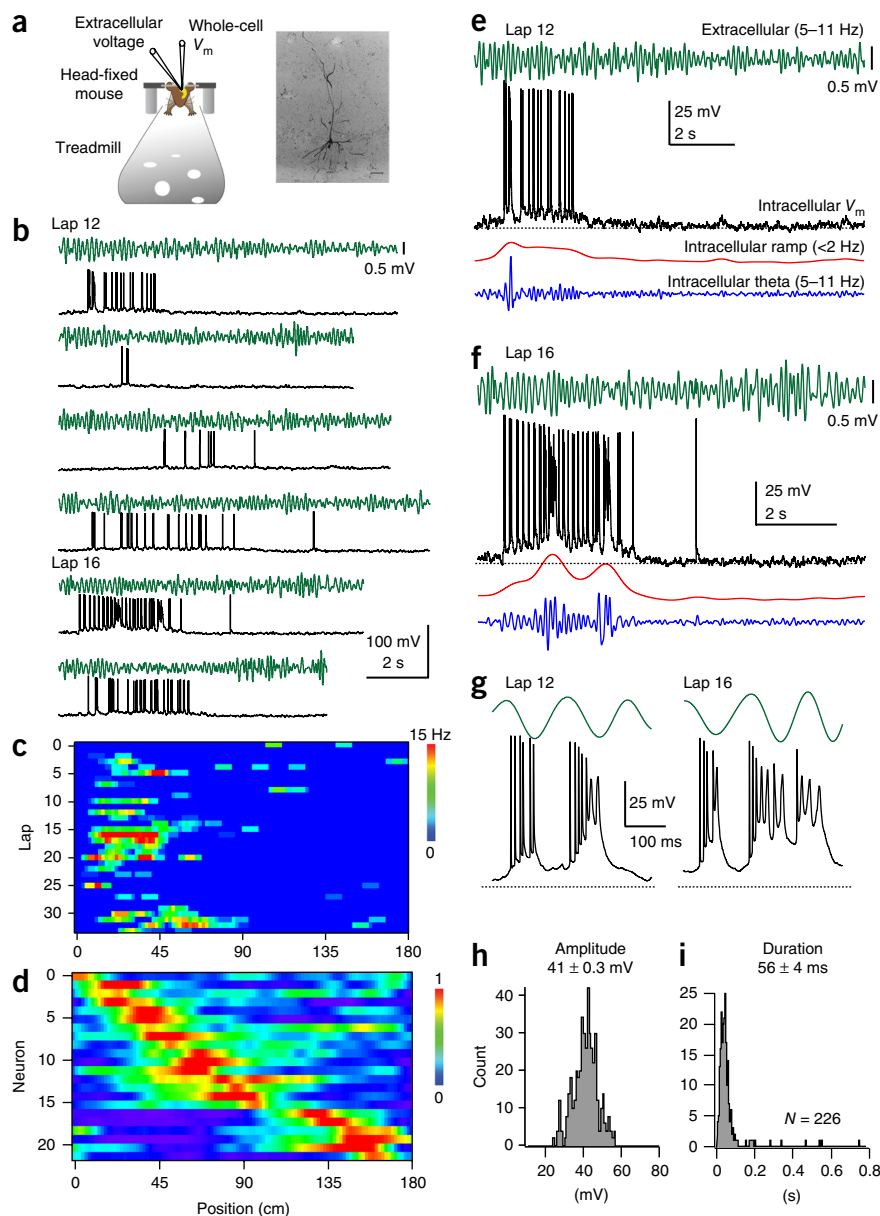 a
Extracellular voltage
Whole-cell Vm
Head-fixed mouse
Treadmill
b
Lap 12
0.5 mV
Lap 16
100 mV
2 s
c
15 Hz
0
Lap
0
5
10
15
20
25
30
0
45
90
135
180
d
1
0
Neuron
0
5
10
15
20
0
45
90
135
180
Position (cm)
e
Lap 12
Extracellular (5–11 Hz)
0.5 mV
25 mV
2 s
Intracellular Vm
Intracellular ramp (<2 Hz)
Intracellular theta (5–11 Hz)
f
Lap 16
0.5 mV
25 mV
2 s
g
Lap 12
Lap 16
25 mV
100 ms
h
Amplitude
41 ± 0.3 mV
Count
40
30
20
10
0
0
40
60
80
(mV)
i
Duration
56 ± 4 ms
25
20
15
10
5
0
N = 226
0
0.2
0.4
0.6
0.8
(s)